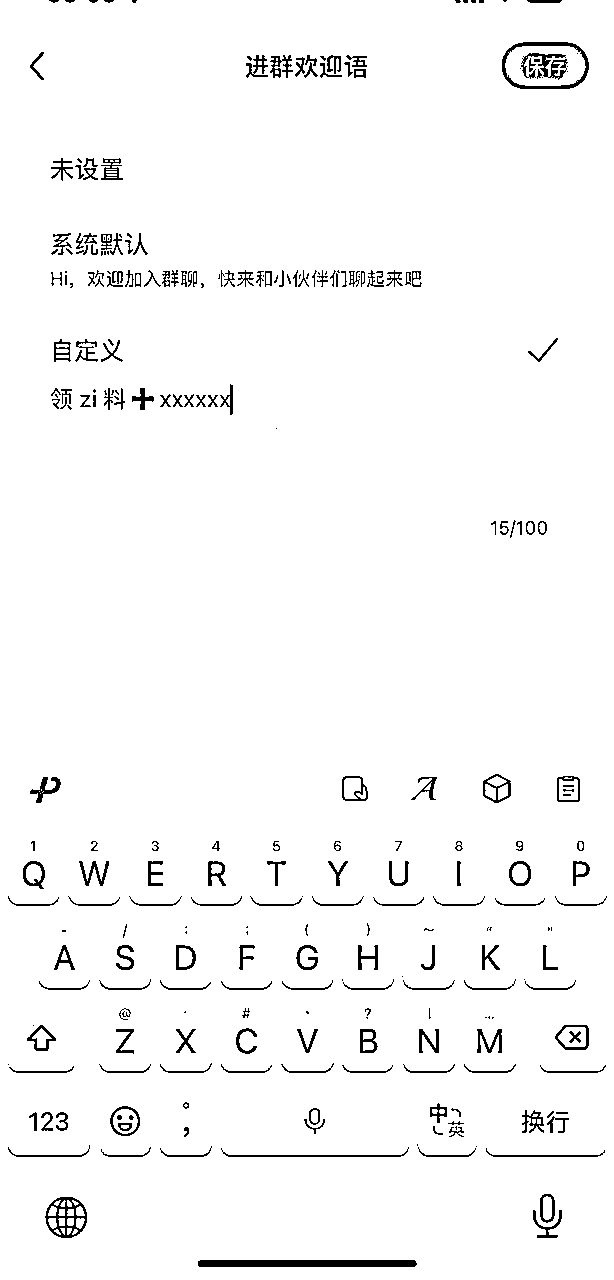 进群欢迎语
保存
未设置
系统默认
Hi，欢迎加入群聊，快来和小伙伴们聊起来吧
自定义
领 zi 料 ➕ xxxxxx
15/100
1 2 3 4 5 6 7 8 9 0
Q W E R T Y U I O P
A S D F G H J K L
@ # ?
Z X C V B N M
123
中英
换行